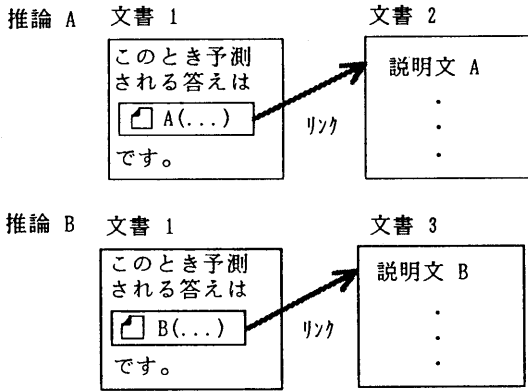 推論 A 文書 1 文書 2
このとき予測
される答えは
A(...)
です。
リンク
説明文 A
・
・
・
推論 B 文書 1 文書 3
このとき予測
される答えは
B(...)
です。
リンク
説明文 B
・
・
・